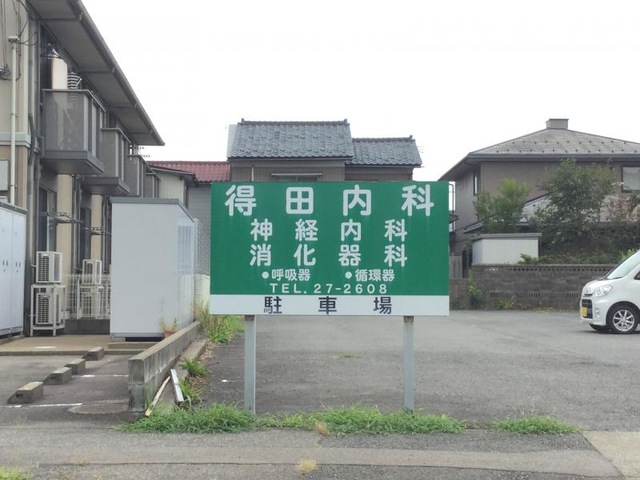 得田内科
神経内科
消化器科
●呼吸器 ●循環器
TEL.27-2608
駐車場